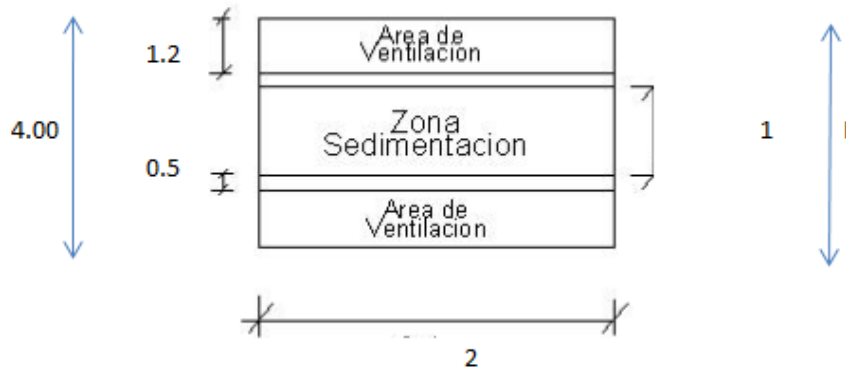 Area de
Ventilacion
1.2
4.00
Zona
Sedimentacion
1
0.5
Area de
Ventilacion
2